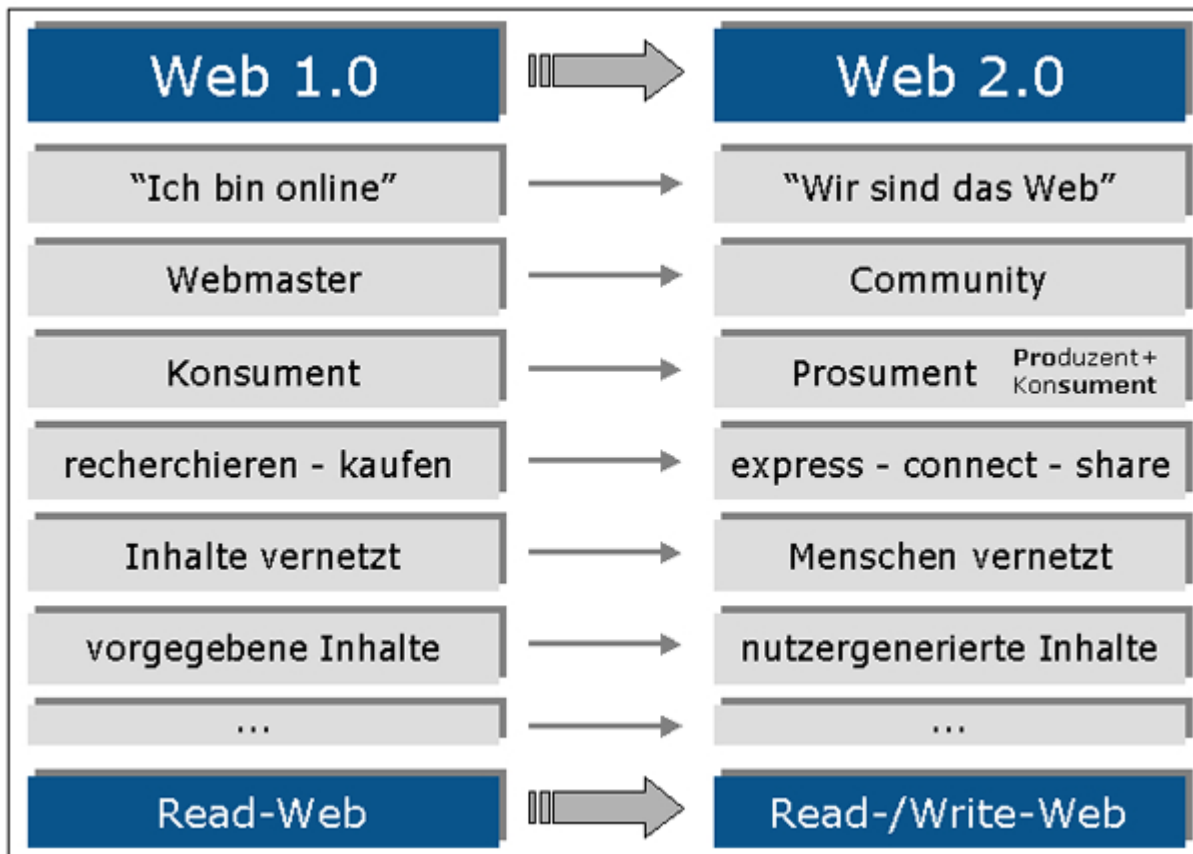 Web 1.0
Web 2.0
“Ich bin online”
“Wir sind das Web”
Webmaster
Community
Konsument
Prosument
Produzent+
Konsument
recherchieren - kaufen
express - connect - share
Inhalte vernetzt
Menschen vernetzt
vorgegebene Inhalte
nutzergenerierte Inhalte
...
...
Read-Web
Read-/Write-Web